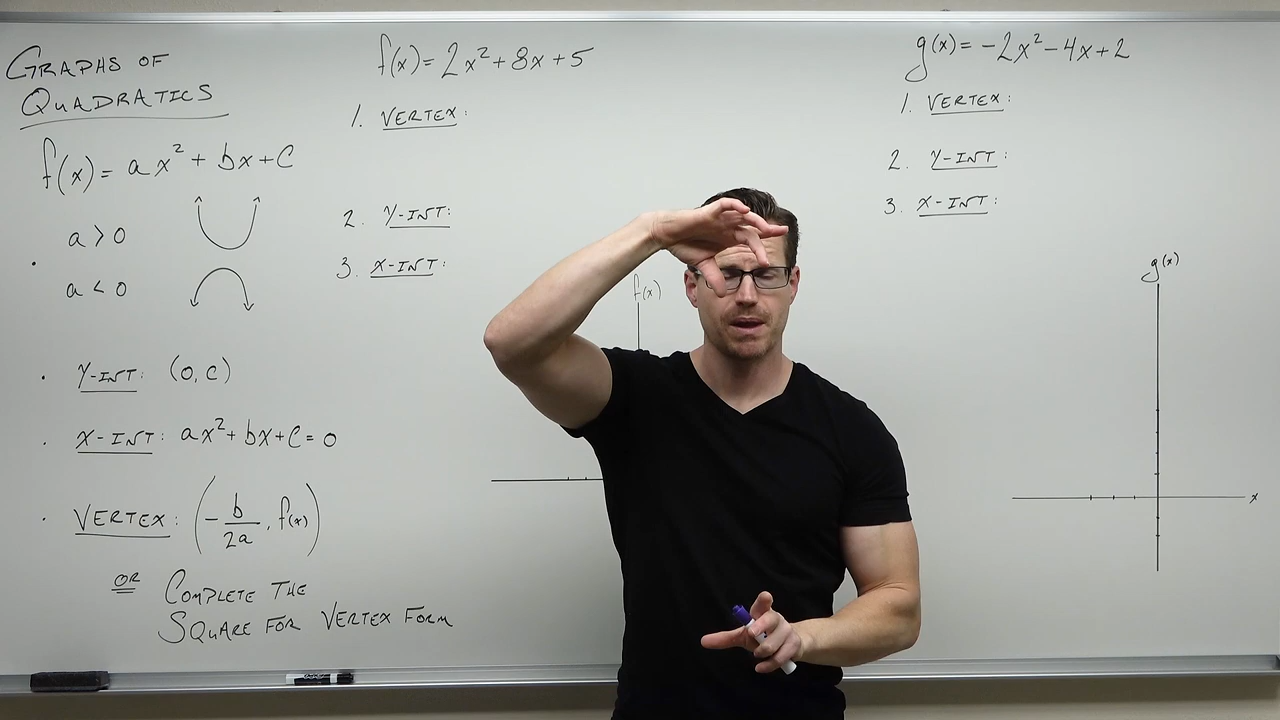 GRAPHS OF
QUADRATICS
f(x) = ax² + bx + C
a > 0
a < 0
Y-INT: (0, C)
X-INT: ax² + bx + C = 0
VERTEX: (-b/2a, f(x))
OR COMPLETE THE
SQUARE FOR VERTEX FORM
f(x) = 2x² + 8x + 5
1. VERTEX:
2. Y-INT:
3. X-INT:
f(x)
g(x) = -2x² - 4x + 2
1. VERTEX:
2. Y-INT:
3. X-INT:
g(x)
x